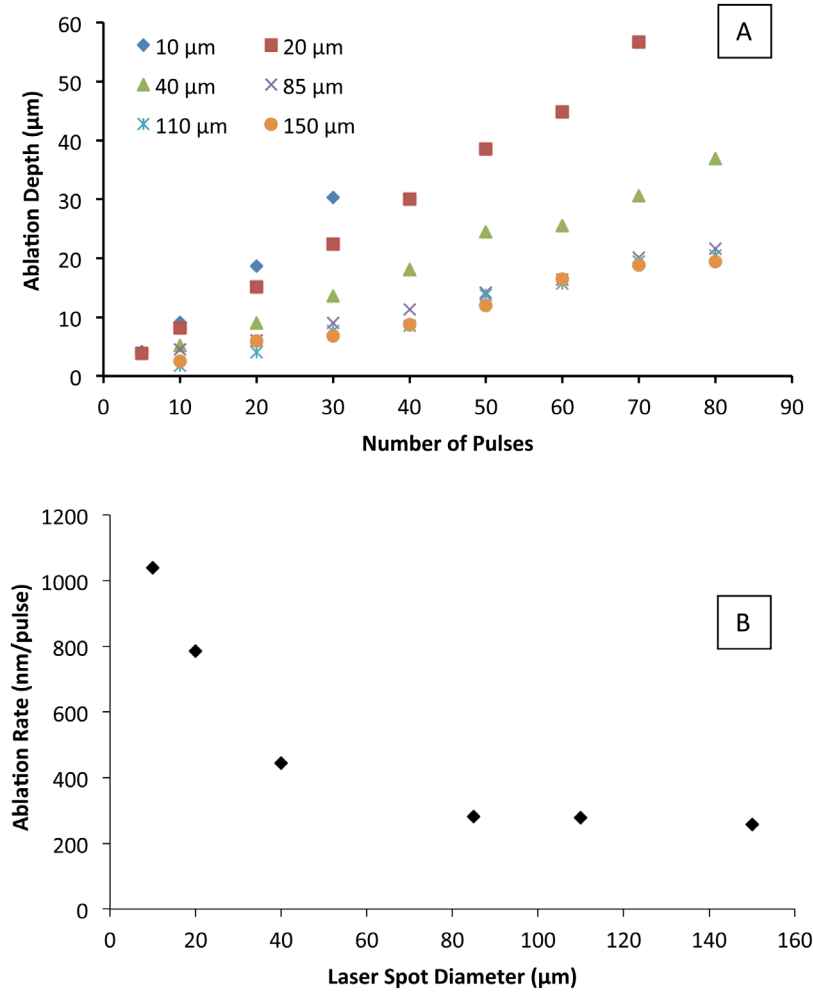 A
10 µm
20 µm
40 µm
85 µm
110 µm
150 µm
Ablation Depth (µm)
60
50
40
30
20
10
0
0 10 20 30 40 50 60 70 80 90
Number of Pulses
B
Ablation Rate (nm/pulse)
1200
1000
800
600
400
200
0
0 20 40 60 80 100 120 140 160
Laser Spot Diameter (µm)